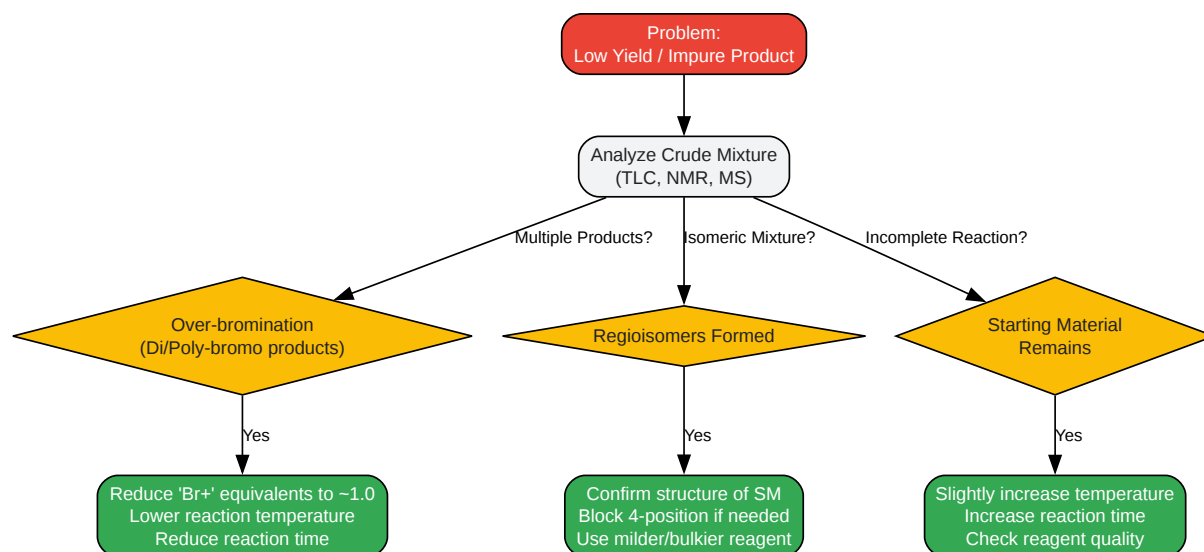 Problem:
Low Yield / Impure Product
Analyze Crude Mixture
(TLC, NMR, MS)
Multiple Products?
Isomeric Mixture?
Incomplete Reaction?
Over-bromination
(Di/Poly-bromo products)
Regioisomers Formed
Starting Material
Remains
Yes
Yes
Yes
Reduce 'Br+' equivalents to ~1.0
Lower reaction temperature
Reduce reaction time
Confirm structure of SM
Block 4-position if needed
Use milder/bulkier reagent
Slightly increase temperature
Increase reaction time
Check reagent quality